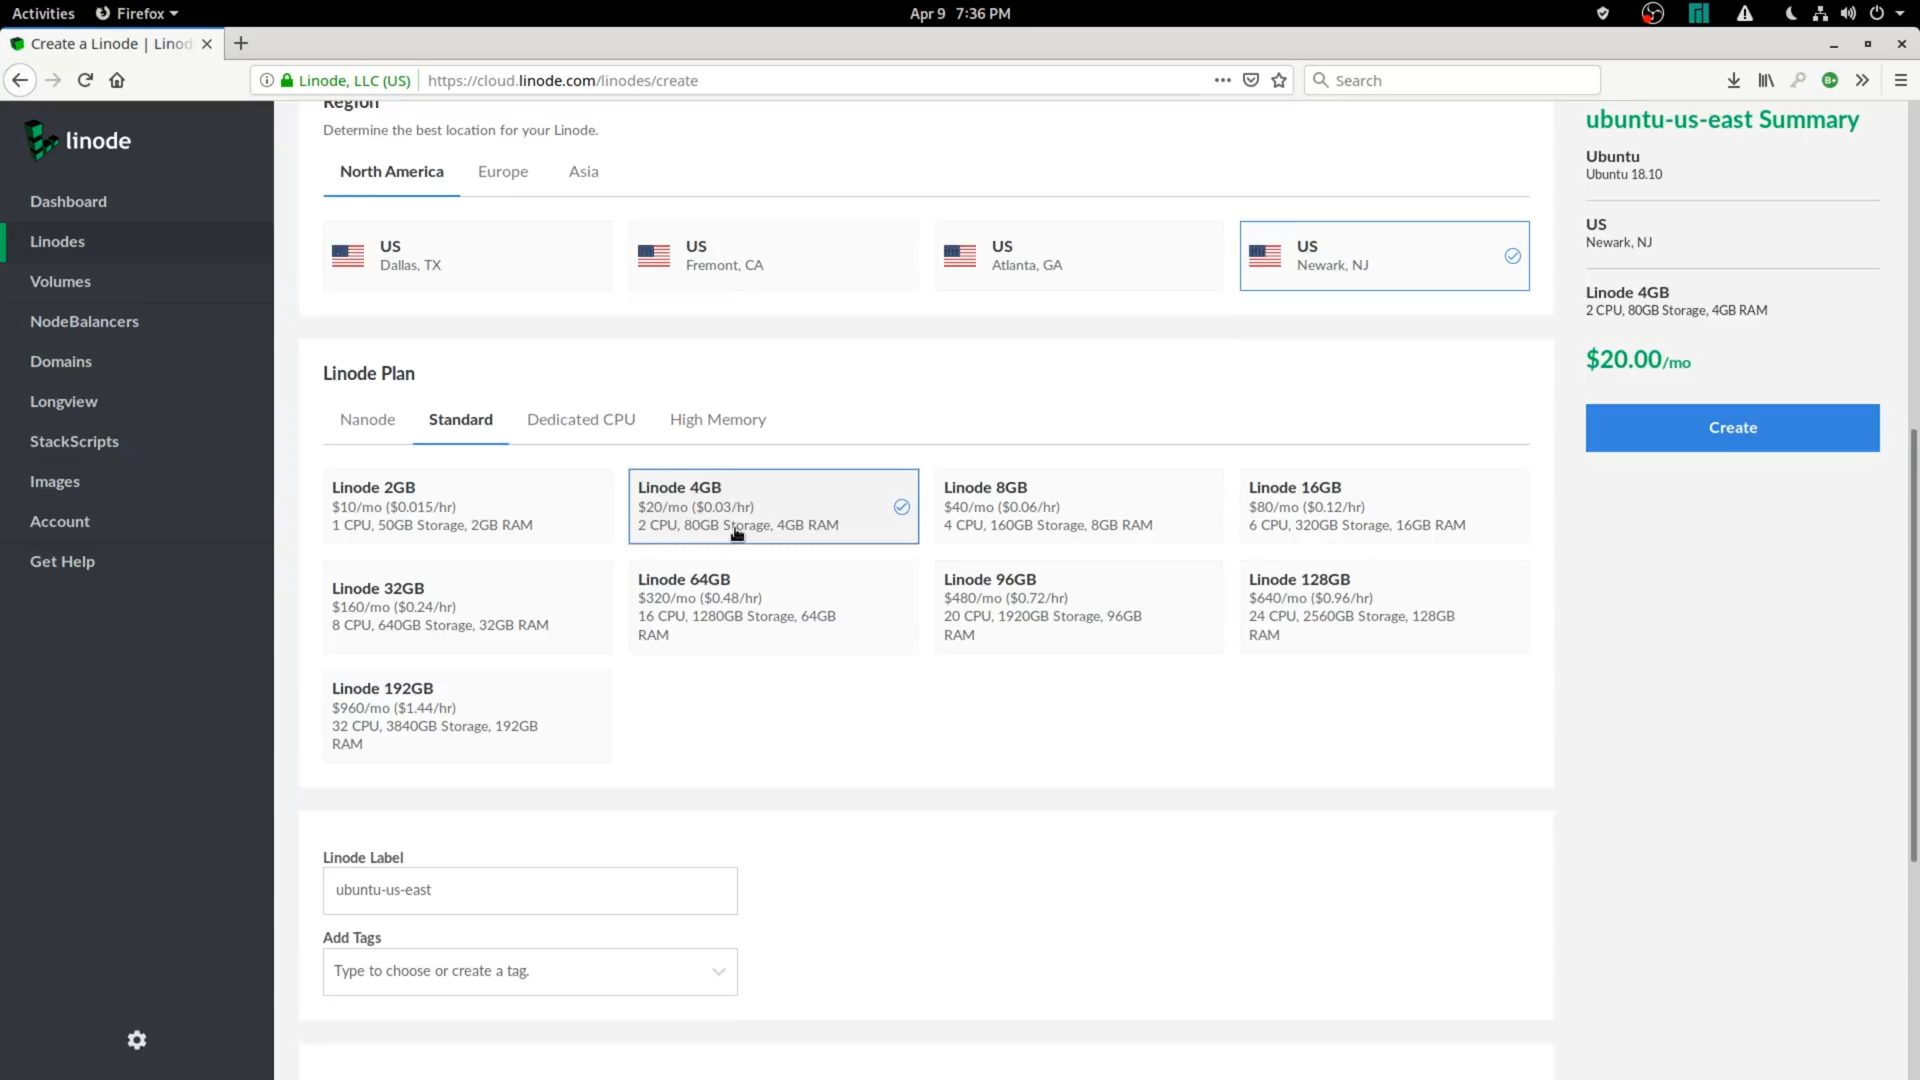 Activities
Firefox
Apr 9 7:36 PM
Create a Linode | Linod
Linode, LLC (US)
https://cloud.linode.com/linodes/create
Search
linode
Dashboard
Linodes
Volumes
NodeBalancers
Domains
Longview
StackScripts
Images
Account
Get Help
Region
Determine the best location for your Linode.
North America
Europe
Asia
US
Dallas, TX
US
Fremont, CA
US
Atlanta, GA
US
Newark, NJ
Linode Plan
Nanode
Standard
Dedicated CPU
High Memory
Linode 2GB
$10/mo ($0.015/hr)
1 CPU, 50GB Storage, 2GB RAM
Linode 4GB
$20/mo ($0.03/hr)
2 CPU, 80GB Storage, 4GB RAM
Linode 8GB
$40/mo ($0.06/hr)
4 CPU, 160GB Storage, 8GB RAM
Linode 16GB
$80/mo ($0.12/hr)
6 CPU, 320GB Storage, 16GB RAM
Linode 32GB
$160/mo ($0.24/hr)
8 CPU, 640GB Storage, 32GB RAM
Linode 64GB
$320/mo ($0.48/hr)
16 CPU, 1280GB Storage, 64GB
RAM
Linode 96GB
$480/mo ($0.72/hr)
20 CPU, 1920GB Storage, 96GB
RAM
Linode 128GB
$640/mo ($0.96/hr)
24 CPU, 2560GB Storage, 128GB
RAM
Linode 192GB
$960/mo ($1.44/hr)
32 CPU, 3840GB Storage, 192GB
RAM
Linode Label
ubuntu-us-east
Add Tags
Type to choose or create a tag.
ubuntu-us-east Summary
Ubuntu
Ubuntu 18.10
US
Newark, NJ
Linode 4GB
2 CPU, 80GB Storage, 4GB RAM
$20.00/mo
Create